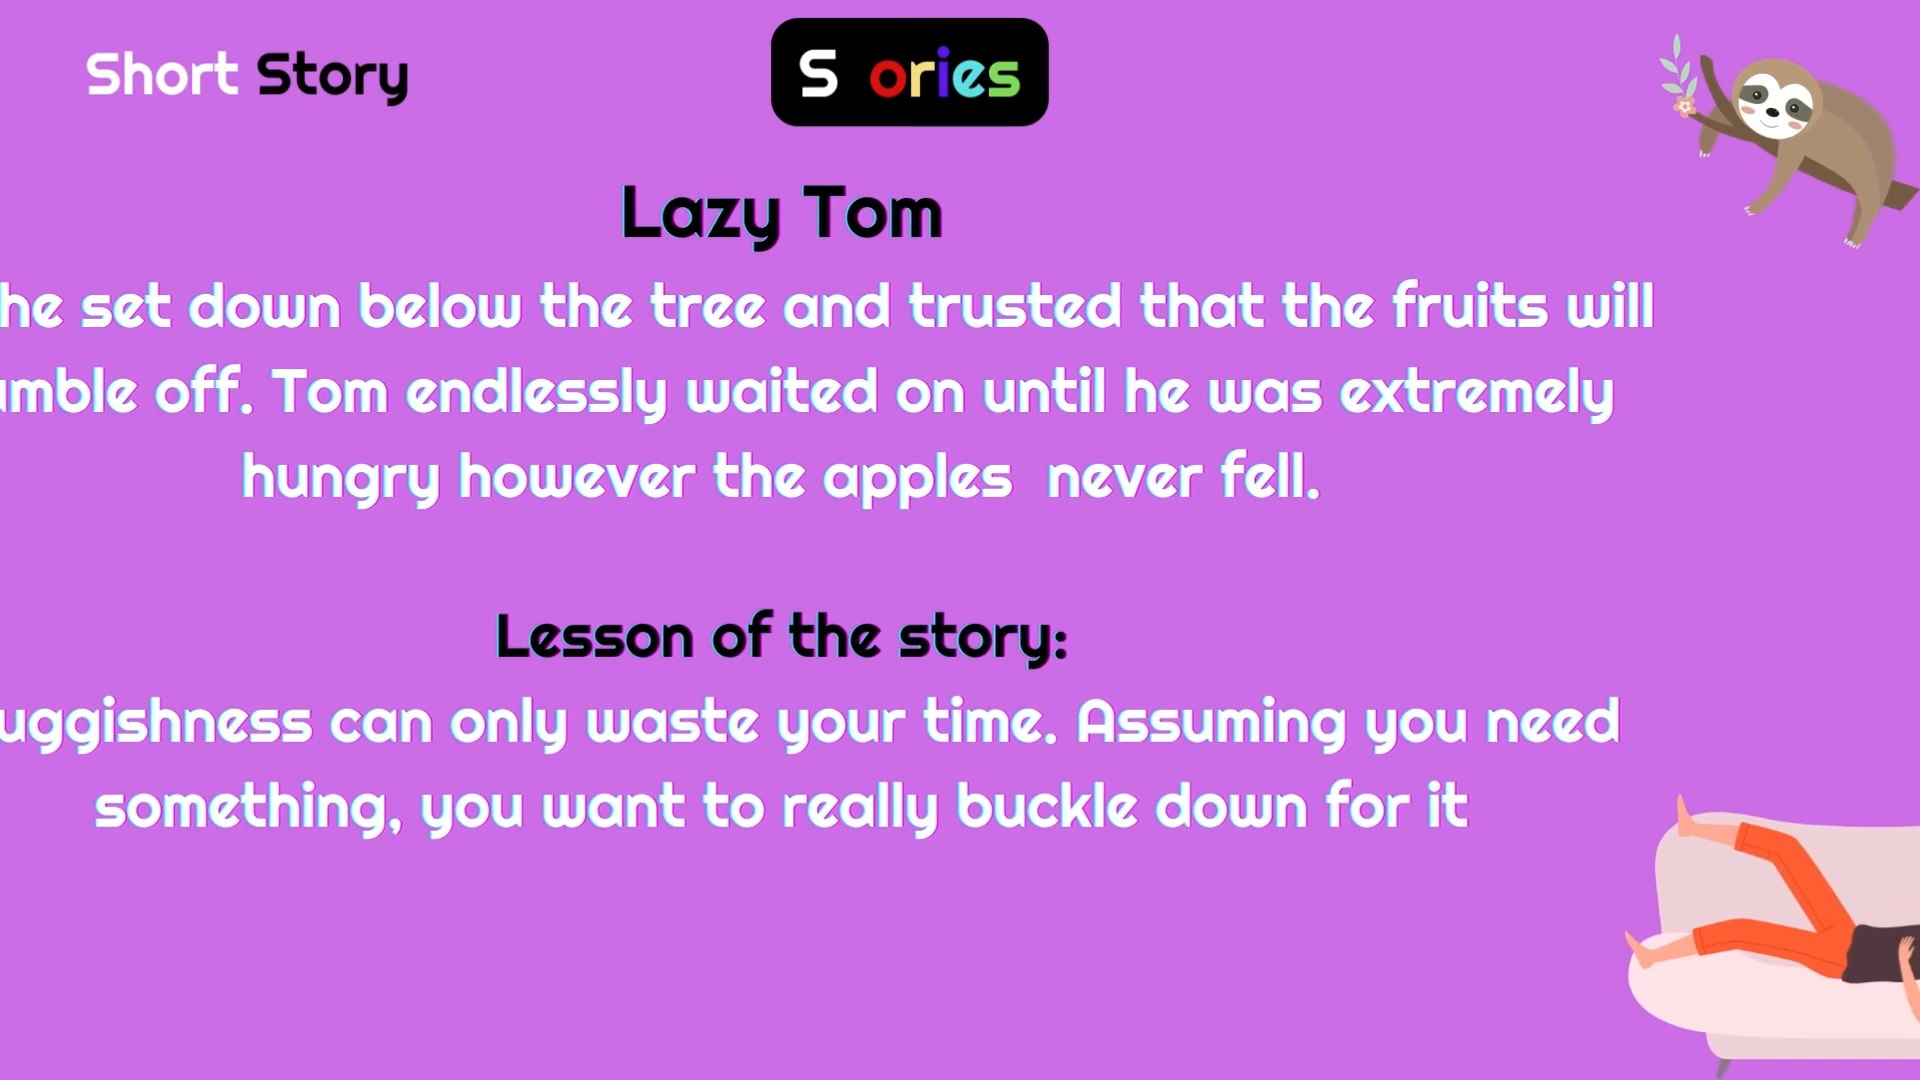 Short Story
S ories
Lazy Tom
he set down below the tree and trusted that the fruits will
off. Tom endlessly waited on until he was extremely
hungry however the apples never fell.
Lesson of the story:
can only waste your time. Assuming you need
something, you want to really buckle down for it